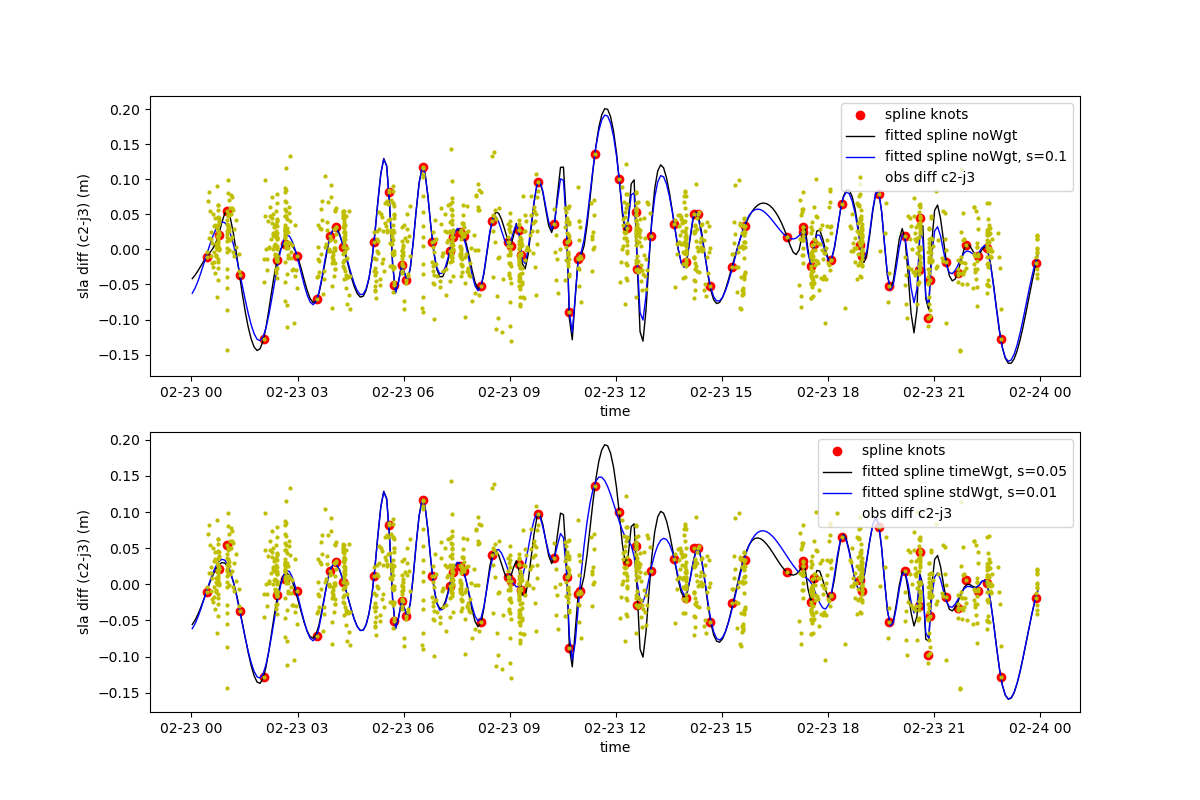 0.20
0.15
0.10
0.05
0.00
−0.05
−0.10
−0.15
sla diff (c2-j3) (m)
spline knots
fitted spline noWgt
fitted spline noWgt, s=0.1
obs diff c2-j3
02-23 00 02-23 03 02-23 06 02-23 09 02-23 12 02-23 15 02-23 18 02-23 21 02-24 00
time
0.20
0.15
0.10
0.05
0.00
−0.05
−0.10
−0.15
sla diff (c2-j3) (m)
spline knots
fitted spline timeWgt, s=0.05
fitted spline stdWgt, s=0.01
obs diff c2-j3
02-23 00 02-23 03 02-23 06 02-23 09 02-23 12 02-23 15 02-23 18 02-23 21 02-24 00
time